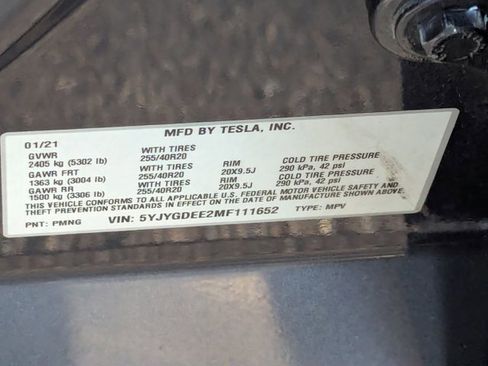 MFD BY TESLA, INC.
01/21
GVWR WITH TIRES
2405 kg (5302 lb) 255/40R20 RIM COLD TIRE PRESSURE
GAWR FRT WITH TIRES 20X9.5J 290 kPa, 42 psi
1363 kg (3004 lb) 255/40R20 RIM COLD TIRE PRESSURE
GAWR RR WITH TIRES 20X9.5J 290 kPa, 42 psi
1500 kg (3306 lb) 255/40R20
THIS VEHICLE CONFORMS TO ALL APPLICABLE U.S. FEDERAL MOTOR VEHICLE SAFETY AND
THEFT PREVENTION STANDARDS IN EFFECT ON THE DATE OF MANUFACTURE SHOWN ABOVE.
VIN: 5YJYGDEE2MF111652
PNT: PMNG TYPE: MPV